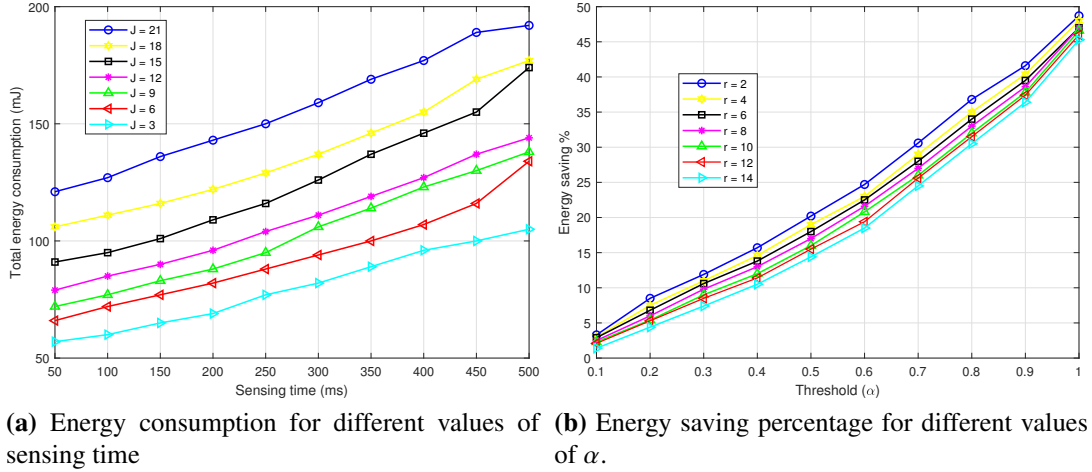 200
150
100
50
Total energy consumption (mJ)
J = 21
J = 18
J = 15
J = 12
J = 9
J = 6
J = 3
50 100 150 200 250 300 350 400 450 500
Sensing time (ms)
50
45
40
35
30
25
20
15
10
5
0
Energy saving %
r = 2
r = 4
r = 6
r = 8
r = 10
r = 12
r = 14
0.1 0.2 0.3 0.4 0.5 0.6 0.7 0.8 0.9 1
Threshold (α)
(a) Energy consumption for different values of
sensing time
(b) Energy saving percentage for different values
of α.